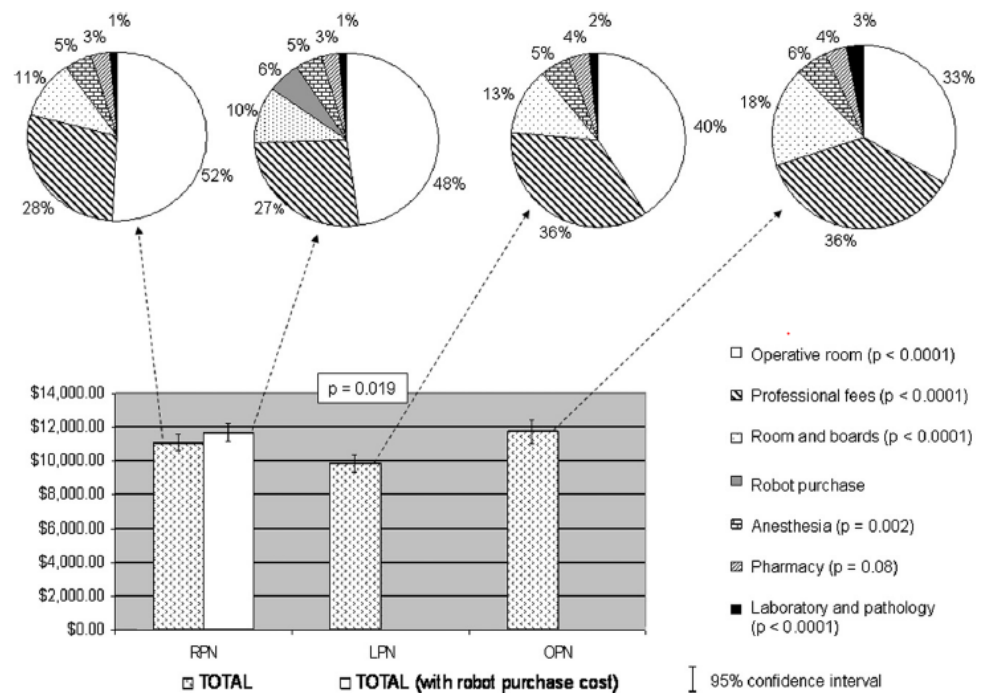 1%
1%
2%
3%
5%
3%
5%
3%
5%
4%
6%
4%
11%
6%
13%
18%
33%
10%
40%
52%
48%
28%
27%
36%
36%
Operative room (p < 0.0001)
Professional fees (p < 0.0001)
Room and boards (p < 0.0001)
Robot purchase
Anesthesia (p = 0.002)
Pharmacy (p = 0.08)
Laboratory and pathology
(p < 0.0001)
p = 0.019
$14,000.00
$12,000.00
$10,000.00
$8,000.00
$6,000.00
$4,000.00
$2,000.00
$0.00
RPN
LPN
OPN
TOTAL
TOTAL (with robot purchase cost)
95% confidence interval